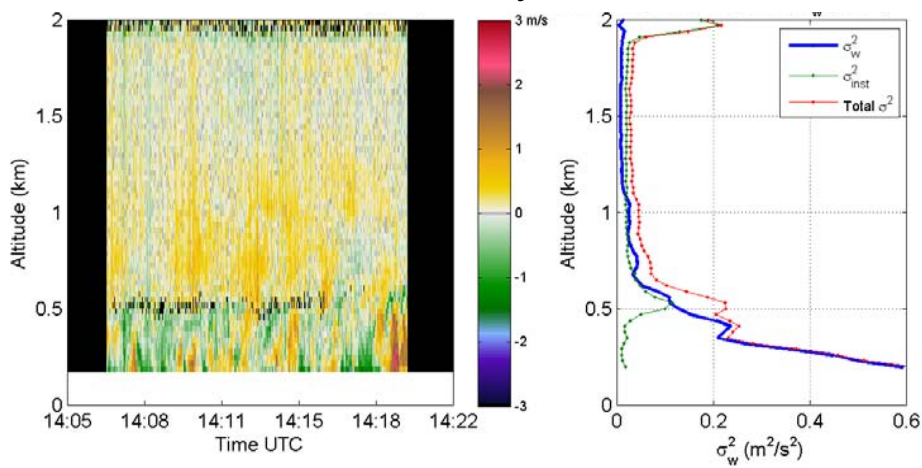 w
2
1.5
1
0.5
0
Altitude (km)
14:05 14:08 14:11 14:16 14:18 14:22
Time UTC
3 m/s
2
1
0
-1
-2
-3
2
1.5
1
0.5
0
Altitude (km)
σ²w
σ²inst
Total σ²
0 0.2 0.4 0.6
σ²w (m²/s²)